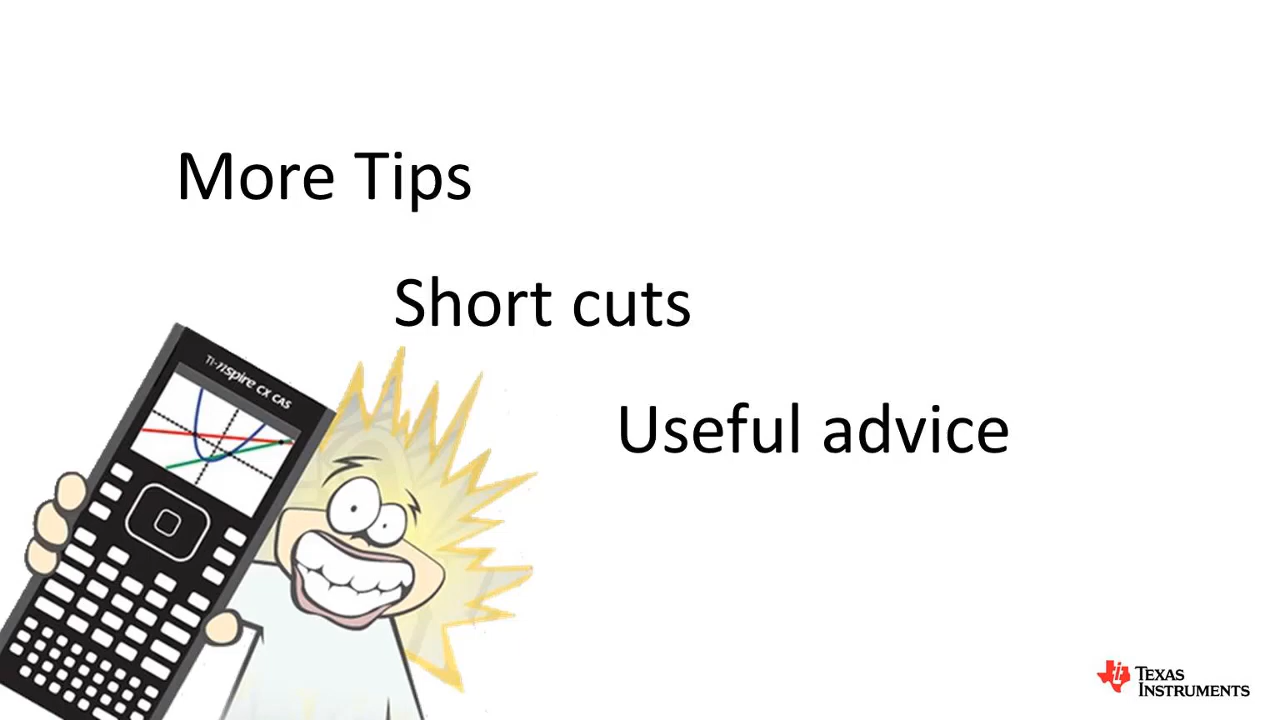 More Tips
Short cuts
Useful advice
TI-nspire CX CAS
TEXAS
INSTRUMENTS